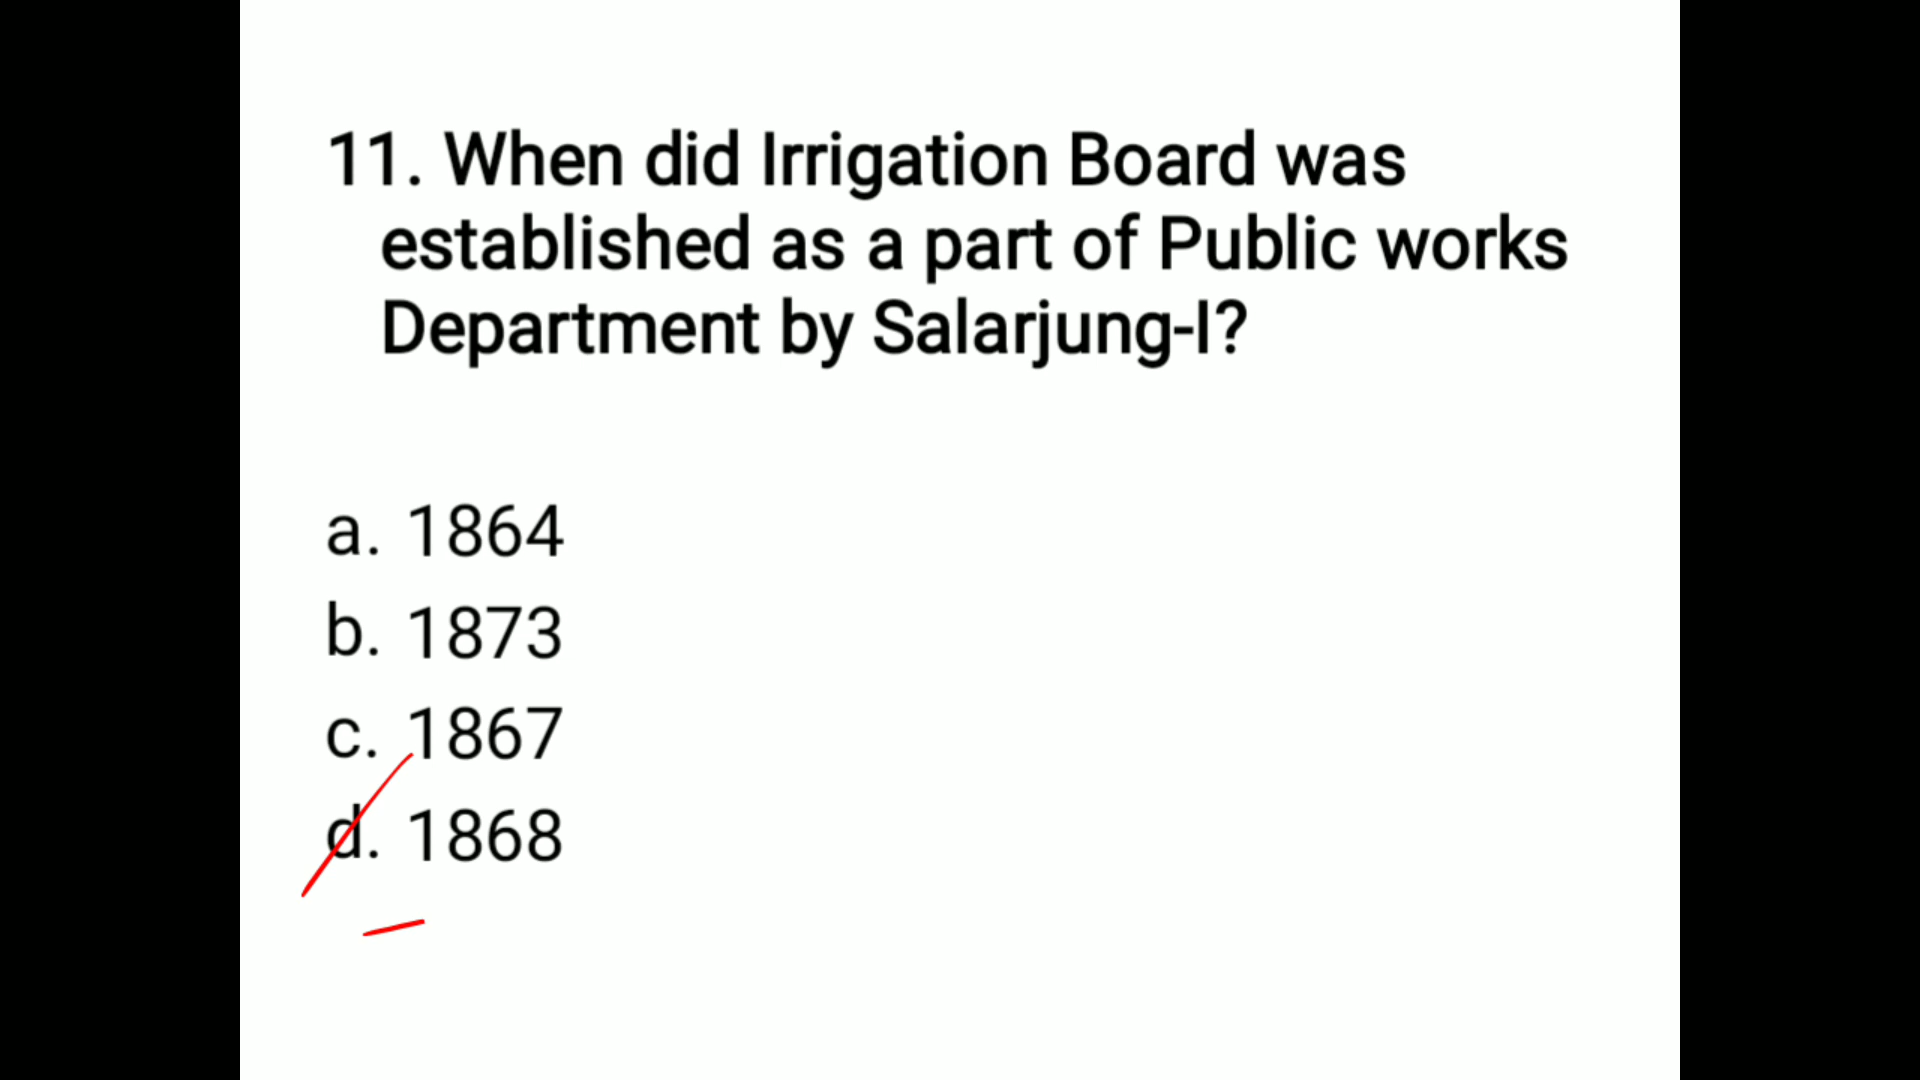 11. When did Irrigation Board was
established as a part of Public works
Department by Salarjung-I?
a. 1864
b. 1873
c. 1867
d. 1868